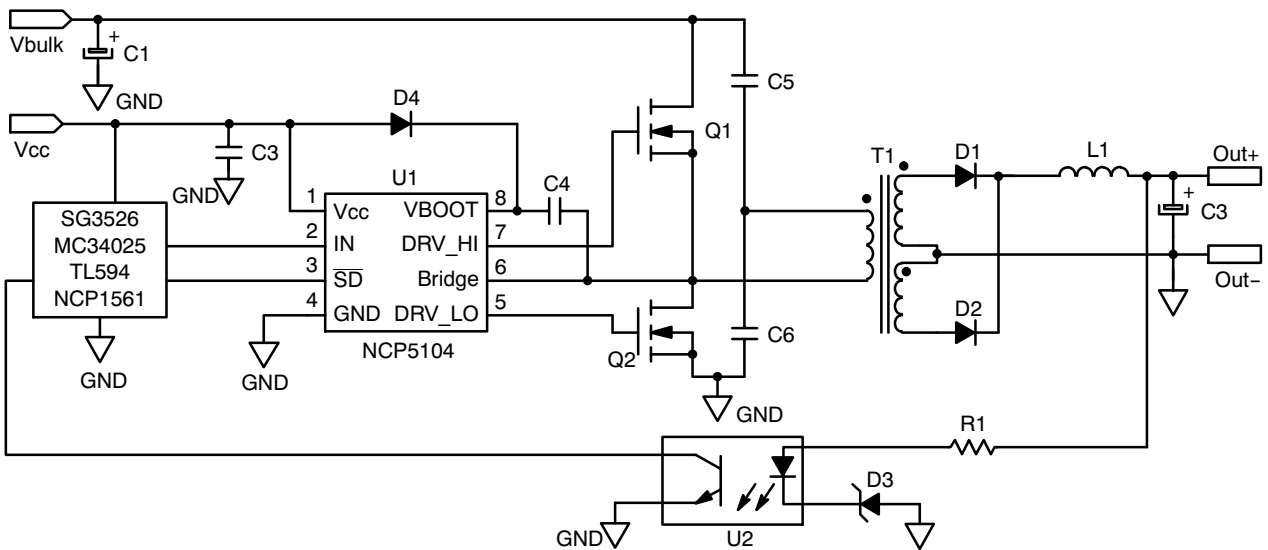 Vbulk
+
C1
GND
Vcc
C3
GND
D4
U1
C4
Q1
C5
T1
D1
L1
Out+
+
C3
Out−
D2
SG3526
MC34025
TL594
NCP1561
GND
1 Vcc VBOOT 8
2 IN DRV_HI 7
3 SD Bridge 6
4 GND DRV_LO 5
NCP5104
GND
Q2
C6
GND
R1
D3
GND
U2